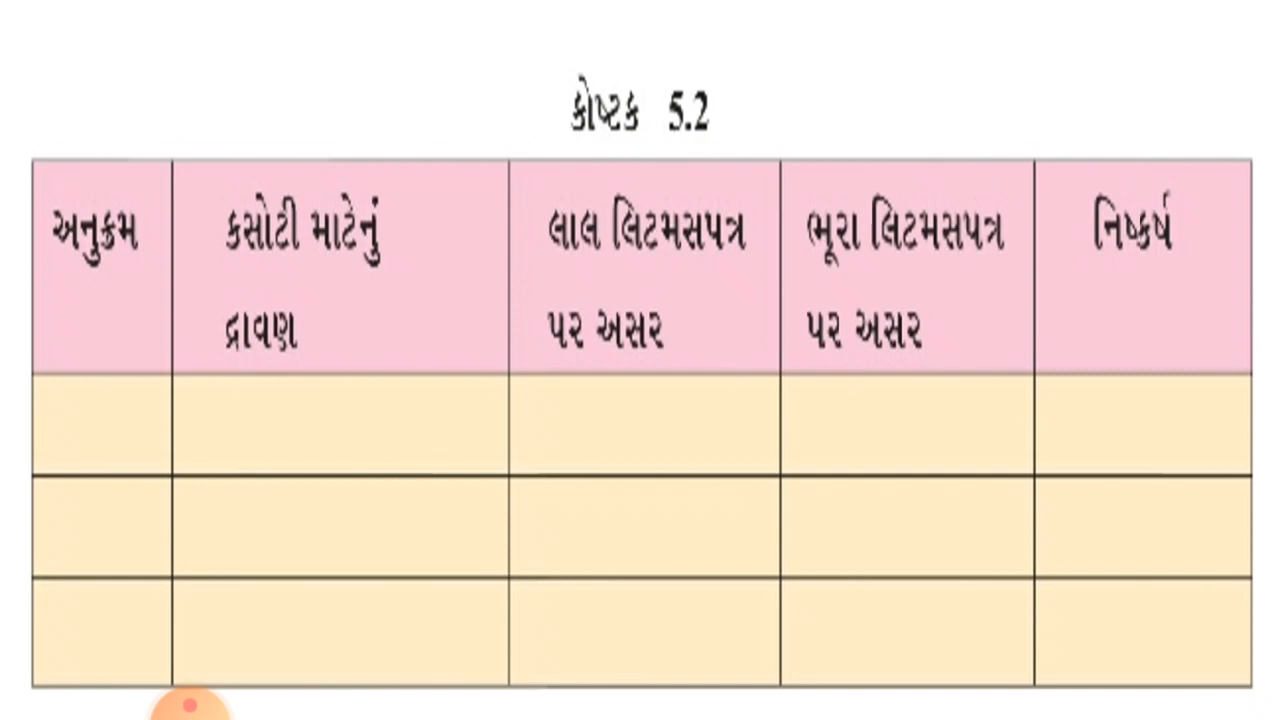 કોષ્ટક 5.2
અનુક્રમ
કસોટી માટેનું
દ્રાવણ
લાલ લિટમસપત્ર
પર અસર
ભૂરા લિટમસપત્ર
પર અસર
નિષ્કર્ષ